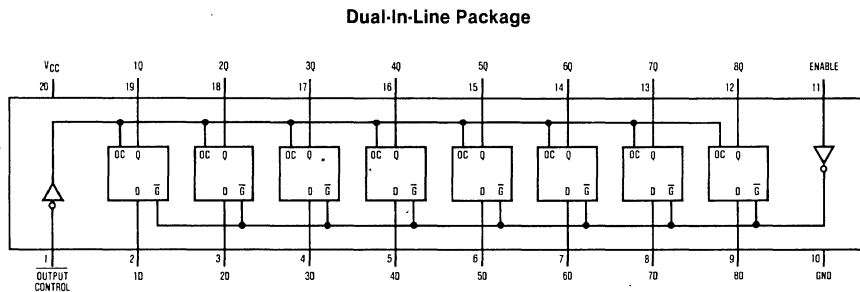 Dual-In-Line Package
VCC 1Q 2Q 3Q 4Q 5Q 6Q 7Q 8Q ENABLE
20 19 18 17 16 15 14 13 12 11
OC Q OC Q OC Q OC Q OC Q OC Q OC Q OC Q
D G̅ D G̅ D G̅ D G̅ D G̅ D G̅ D G̅ D G̅
1 2 3 4 5 6 7 8 9 10
OUTPUT CONTROL 1D 2D 3D 4D 5D 6D 7D 8D GND